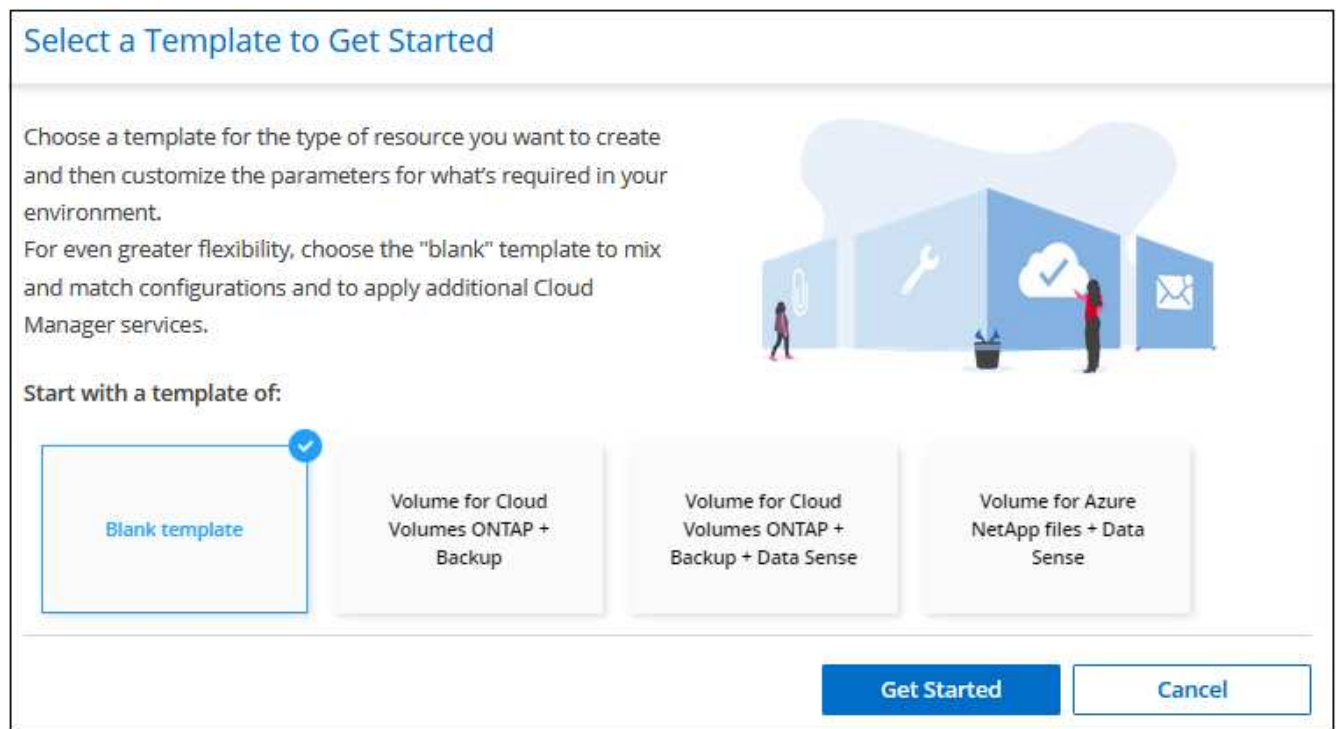 Select a Template to Get Started
Choose a template for the type of resource you want to create
and then customize the parameters for what's required in your
environment.
For even greater flexibility, choose the "blank" template to mix
and match configurations and to apply additional Cloud
Manager services.
Start with a template of:
Blank template
Volume for Cloud
Volumes ONTAP +
Backup
Volume for Cloud
Volumes ONTAP +
Backup + Data Sense
Volume for Azure
NetApp files + Data
Sense
Get Started
Cancel